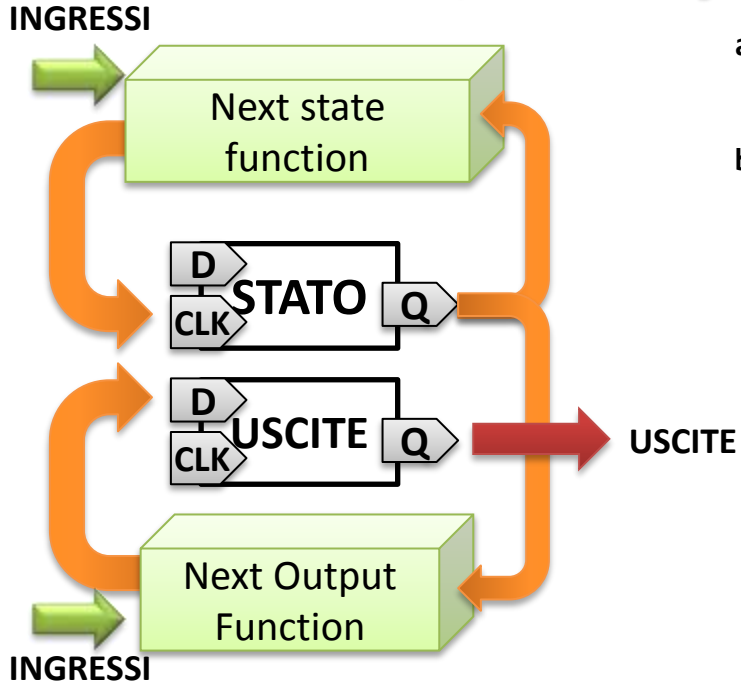 INGRESSI
a
Next state
function
b
D
STATO
CLK
Q
D
USCITE
CLK
Q
USCITE
Next Output
Function
INGRESSI